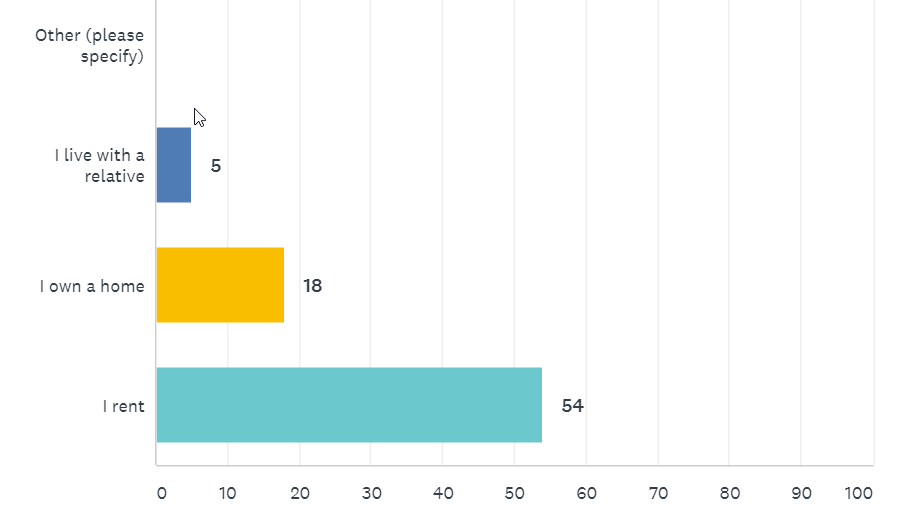 Other (please
specify)
I live with a
relative
5
I own a home
18
I rent
54
0 10 20 30 40 50 60 70 80 90 100